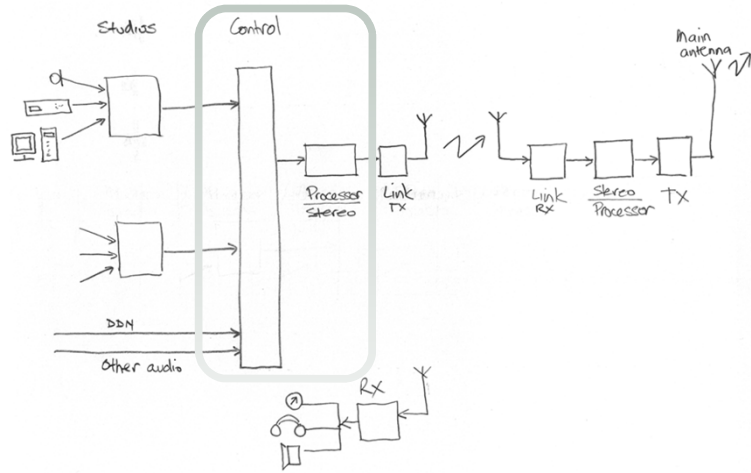 Studios
Control
Main
antenna
Processor
Stereo
Link
TX
Link
RX
Stereo
Processor
TX
DDN
Other audio
RX